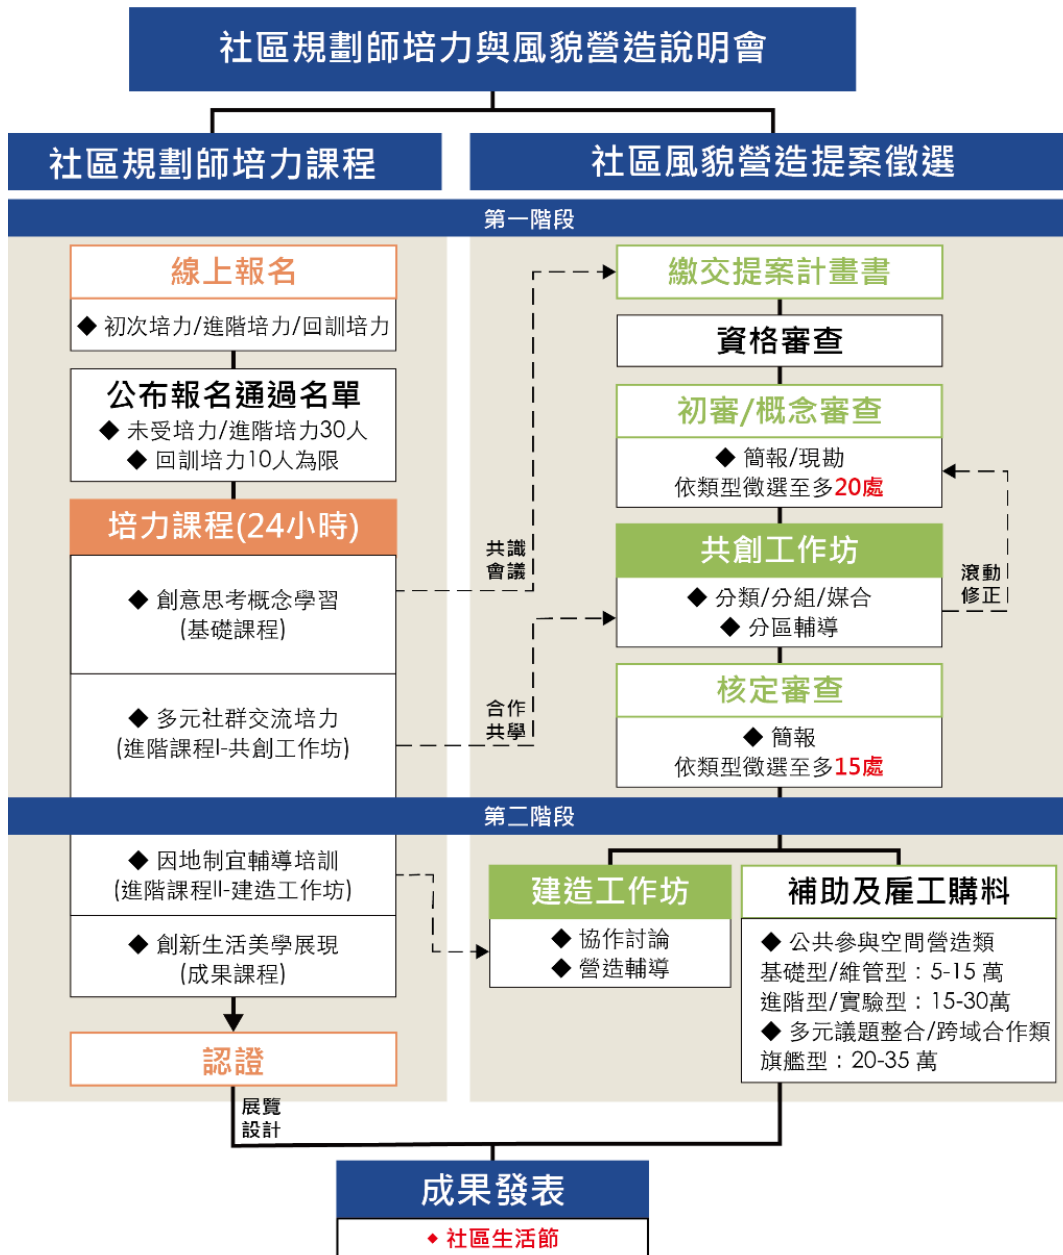 社區規劃師培力與風貌營造說明會
社區規劃師培力課程
社區風貌營造提案徵選
第一階段
線上報名
◆ 初次培力/進階培力/回訓培力
公布報名通過名單
◆ 未受培力/進階培力30人
◆ 回訓培力10人為限
培力課程(24小時)
◆ 創意思考概念學習
(基礎課程)
◆ 多元社群交流培力
(進階課程I-共創工作坊)
共識
會議
合作
共學
繳交提案計畫書
資格審查
初審/概念審查
◆ 簡報/現勘
依類型徵選至多20處
共創工作坊
◆ 分類/分組/媒合
◆ 分區輔導
滾動
修正
核定審查
◆ 簡報
依類型徵選至多15處
第二階段
◆ 因地制宜輔導培訓
(進階課程II-建造工作坊)
◆ 創新生活美學展現
(成果課程)
認證
展覽
設計
建造工作坊
◆ 協作討論
◆ 營造輔導
補助及雇工購料
◆ 公共參與空間營造類
基礎型/維管型：5-15 萬
進階型/實驗型：15-30萬
◆ 多元議題整合/跨域合作類
旗艦型：20-35 萬
成果發表
◆ 社區生活節